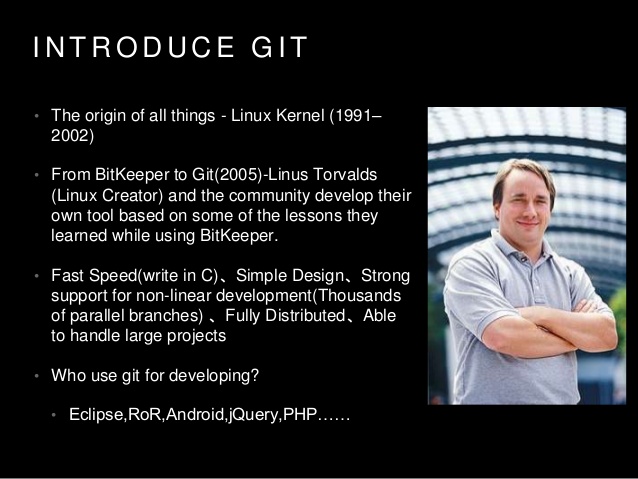 INTRODUCE GIT
• The origin of all things - Linux Kernel (1991–
2002)
• From BitKeeper to Git(2005)-Linus Torvalds
(Linux Creator) and the community develop their
own tool based on some of the lessons they
learned while using BitKeeper.
• Fast Speed(write in C)、Simple Design、Strong
support for non-linear development(Thousands
of parallel branches) 、Fully Distributed、Able
to handle large projects
• Who use git for developing?
• Eclipse,RoR,Android,jQuery,PHP……